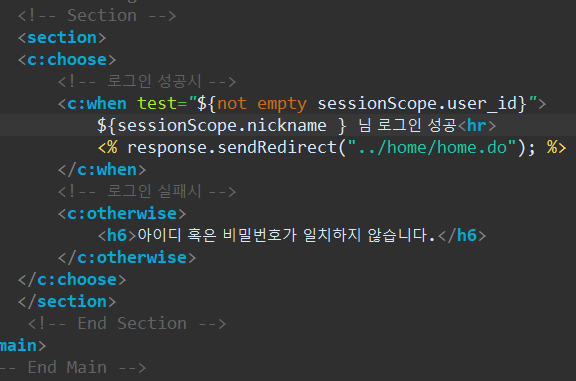 <!-- Section -->
<section>
<c:choose>
<!-- 로그인 성공시 -->
<c:when test="${not empty sessionScope.user_id}">
${sessionScope.nickname } 님 로그인 성공<hr>
<% response.sendRedirect("../home/home.do"); %>
</c:when>
<!-- 로그인 실패시 -->
<c:otherwise>
<h6>아이디 혹은 비밀번호가 일치하지 않습니다.</h6>
</c:otherwise>
</c:choose>
</section>
<!-- End Section -->
main>
-- End Main -->